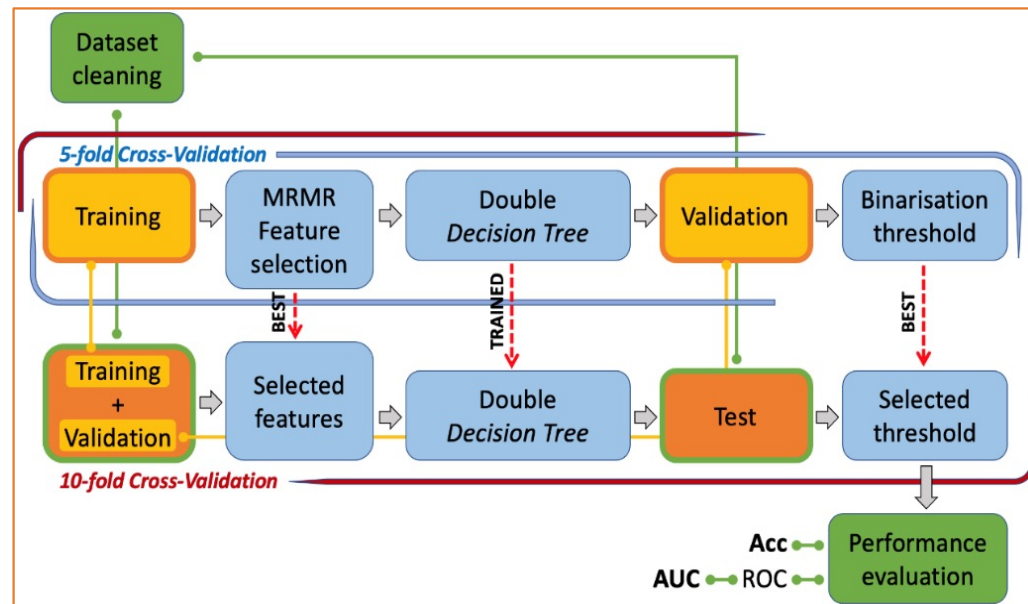 Dataset
cleaning
5-fold Cross-Validation
Training
MRMR
Feature
selection
Double
Decision Tree
Validation
Binarisation
threshold
BEST
TRAINED
BEST
Training
+
Validation
Selected
features
Double
Decision Tree
Test
Selected
threshold
10-fold Cross-Validation
Acc
AUC
ROC
Performance
evaluation